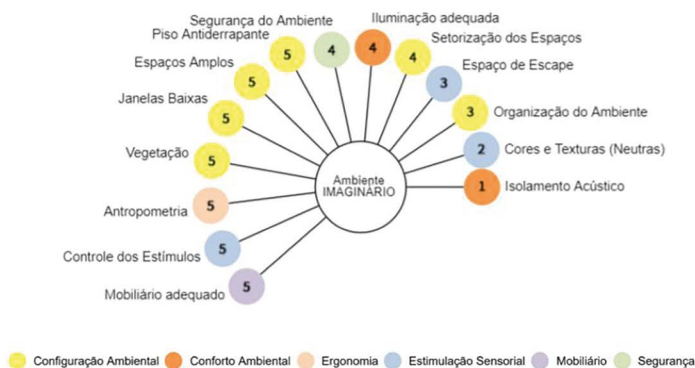 Segurança do Ambiente
4
Iluminação adequada
4
Piso Antiderrapante
5
Setorização dos Espaços
4
Espaços Amplos
5
Espaço de Escape
3
Janelas Baixas
5
Organização do Ambiente
3
Vegetação
5
Cores e Texturas (Neutras)
2
Ambiente
IMAGINÁRIO
Isolamento Acústico
1
Antropometria
5
Controle dos Estímulos
5
Mobiliário adequado
5
Configuração Ambiental
Conforto Ambiental
Ergonomia
Estimulação Sensorial
Mobiliário
Segurança